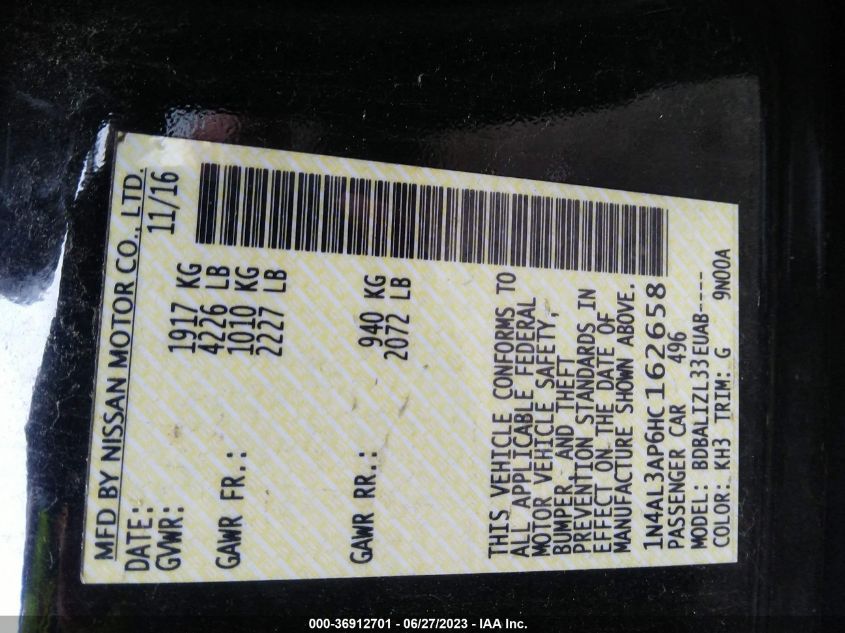 MFD BY NISSAN MOTOR CO., LTD.
DATE: 11/16
GVWR: 1917 KG
4226 LB
GAWR FR.: 1010 KG
2227 LB
GAWR RR.: 940 KG
2072 LB
THIS VEHICLE CONFORMS TO
ALL APPLICABLE FEDERAL
MOTOR VEHICLE SAFETY,
BUMPER, AND THEFT
PREVENTION STANDARDS IN
EFFECT ON THE DATE OF
MANUFACTURE SHOWN ABOVE.
1N4AL3AP6HC162658
PASSENGER CAR 496
MODEL: BDBALIZL33EUAB----
COLOR: KH3 TRIM: G 9N00A
000-36912701 - 06/27/2023 - IAA Inc.